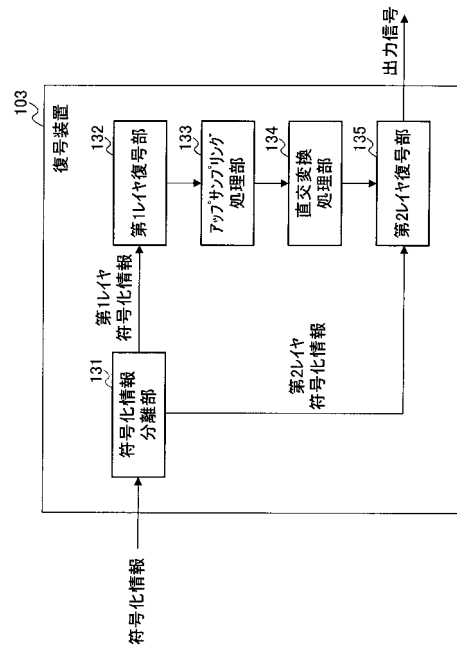 103
復号装置
符号化情報
131
符号化情報
分離部
第1レイヤ
符号化情報
132
第1レイヤ復号部
133
アップサンプリング
処理部
134
直交変換
処理部
第2レイヤ
符号化情報
135
第2レイヤ復号部
出力信号